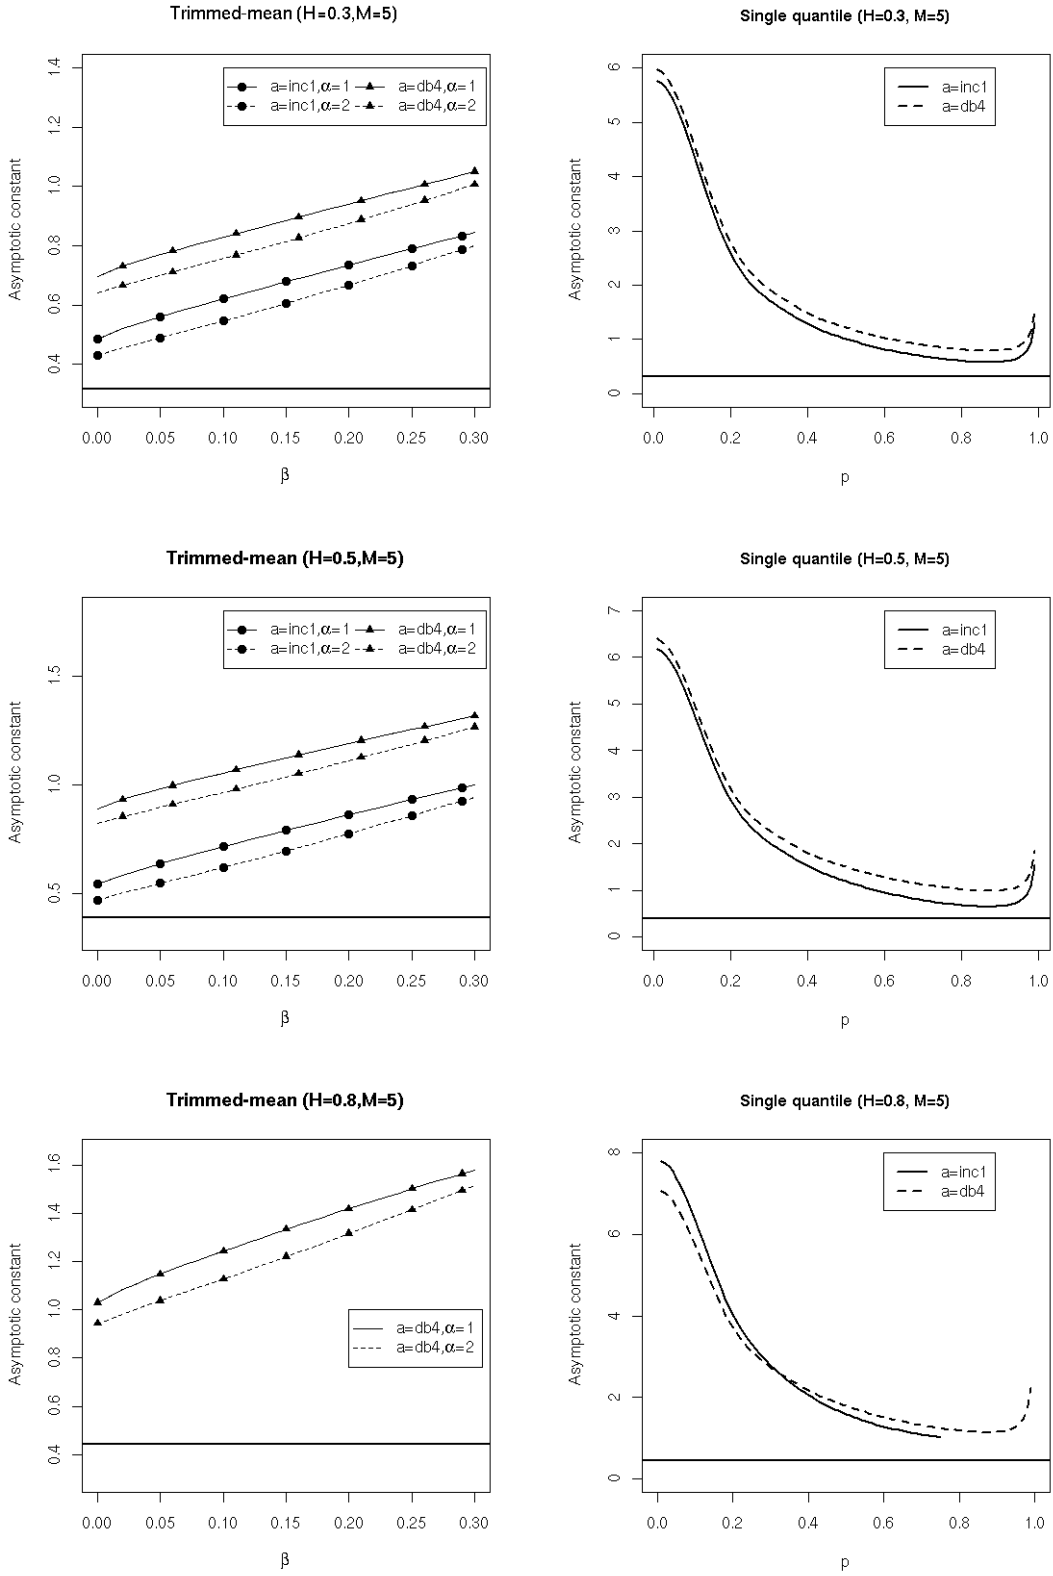 Trimmed-mean (H=0.3,M=5)
Asymptotic constant
0.4 0.6 0.8 1.0 1.2 1.4
a=inc1,α=1 a=db4,α=1
a=inc1,α=2 a=db4,α=2
0.00 0.05 0.10 0.15 0.20 0.25 0.30
β
Single quantile (H=0.3, M=5)
Asymptotic constant
0 1 2 3 4 5 6
a=inc1
a=db4
0.0 0.2 0.4 0.6 0.8 1.0
p
Trimmed-mean (H=0.5,M=5)
Asymptotic constant
0.5 1.0 1.5
a=inc1,α=1 a=db4,α=1
a=inc1,α=2 a=db4,α=2
0.00 0.05 0.10 0.15 0.20 0.25 0.30
β
Single quantile (H=0.5, M=5)
Asymptotic constant
0 1 2 3 4 5 6 7
a=inc1
a=db4
0.0 0.2 0.4 0.6 0.8 1.0
p
Trimmed-mean (H=0.8,M=5)
Asymptotic constant
0.4 0.6 0.8 1.0 1.2 1.4 1.6
a=db4,α=1
a=db4,α=2
0.00 0.05 0.10 0.15 0.20 0.25 0.30
β
Single quantile (H=0.8, M=5)
Asymptotic constant
0 2 4 6 8
a=inc1
a=db4
0.0 0.2 0.4 0.6 0.8 1.0
p